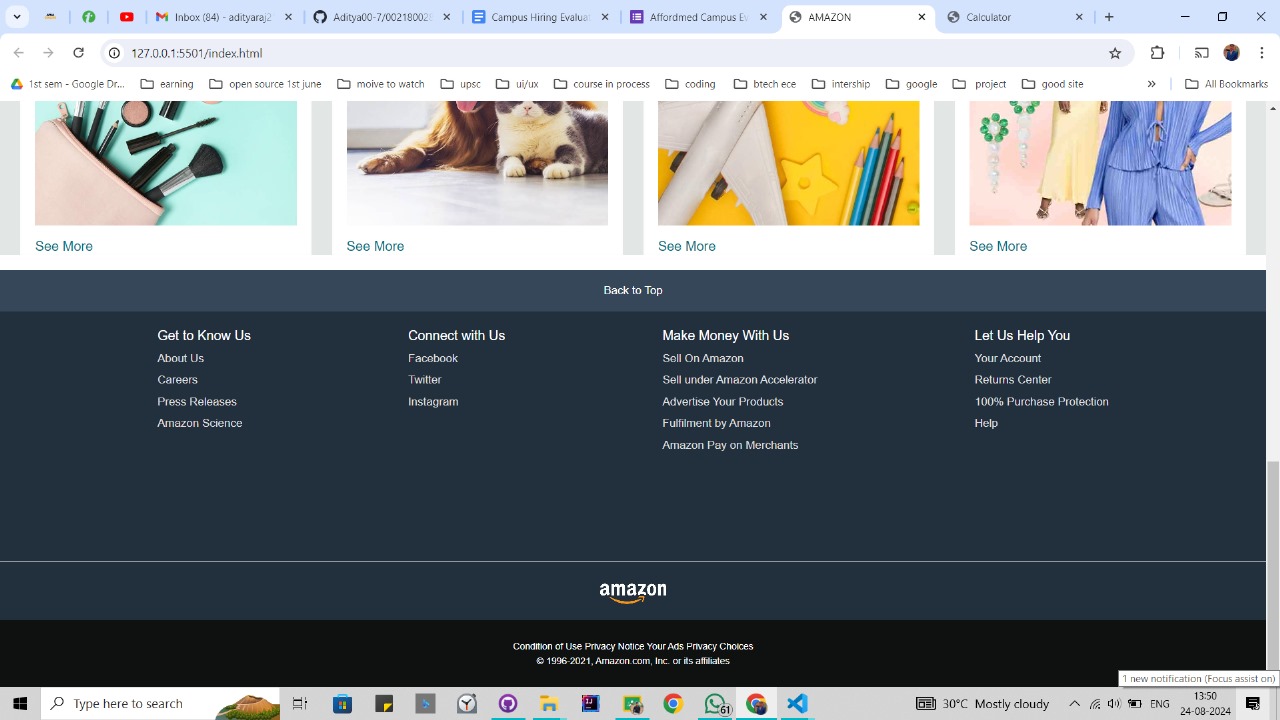 Inbox (4) - adityaraj2
Campus Hiring Evalua
Affordmed Campus E
AMAZON
Calculator
127.0.0.1:5501/index.html
1st sem - Google Dr...
earning
open source 1st june
moive to watch
upsc
ui/ux
course in process
coding
btech ece
intership
google
project
good site
All Bookmarks
See More
See More
See More
See More
Back to Top
Get to Know Us
About Us
Careers
Press Releases
Amazon Science
Connect with Us
Facebook
Twitter
Instagram
Make Money With Us
Sell On Amazon
Sell under Amazon Accelerator
Advertise Your Products
Fulfilment by Amazon
Amazon Pay on Merchants
Let Us Help You
Your Account
Returns Center
100% Purchase Protection
Help
amazon
Condition of Use Privacy Notice Your Ads Privacy Choices
© 1996-2021, Amazon.com, Inc. or its affiliates
1 new notification (Focus assist on)
Type here to search
61
30°C Mostly cloudy
ENG
13:50
24-08-2024